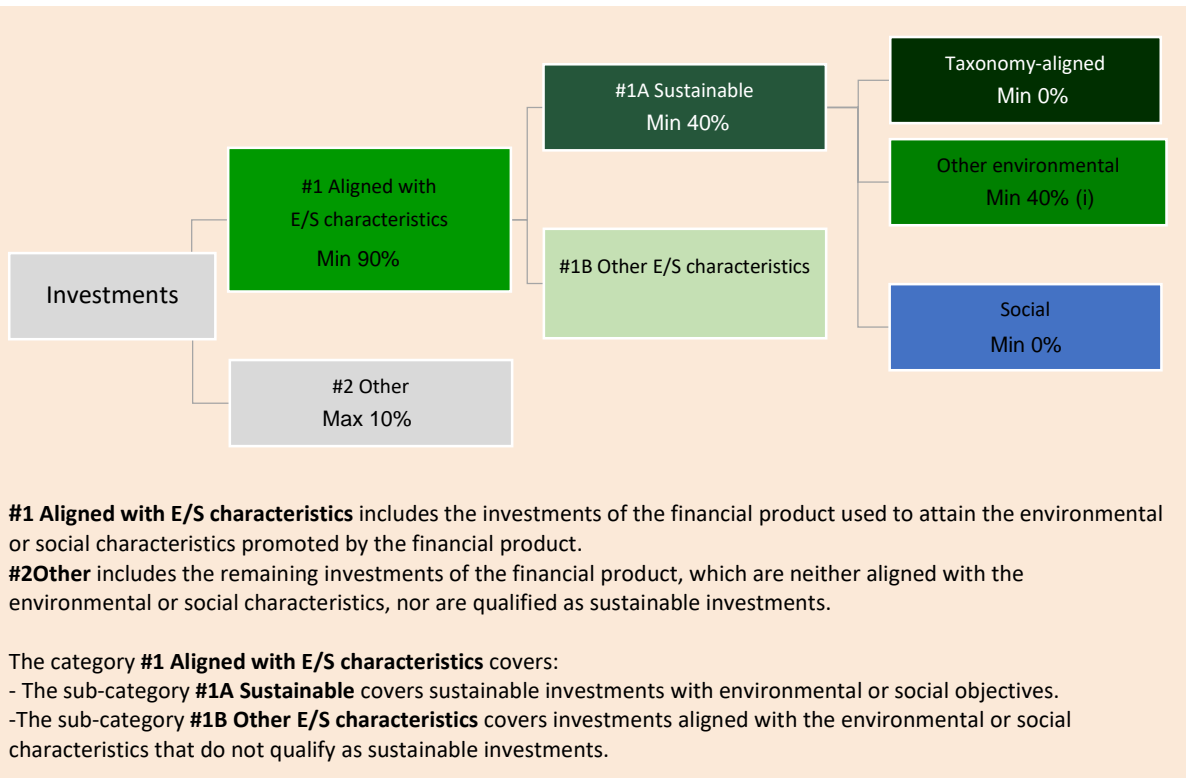 Investments
#1 Aligned with
E/S characteristics
Min 90%
#2 Other
Max 10%
#1A Sustainable
Min 40%
#1B Other E/S characteristics
Taxonomy-aligned
Min 0%
Other environmental
Min 40% (i)
Social
Min 0%
#1 Aligned with E/S characteristics includes the investments of the financial product used to attain the environmental
or social characteristics promoted by the financial product.
#2Other includes the remaining investments of the financial product, which are neither aligned with the
environmental or social characteristics, nor are qualified as sustainable investments.
The category #1 Aligned with E/S characteristics covers:
- The sub-category #1A Sustainable covers sustainable investments with environmental or social objectives.
-The sub-category #1B Other E/S characteristics covers investments aligned with the environmental or social
characteristics that do not qualify as sustainable investments.